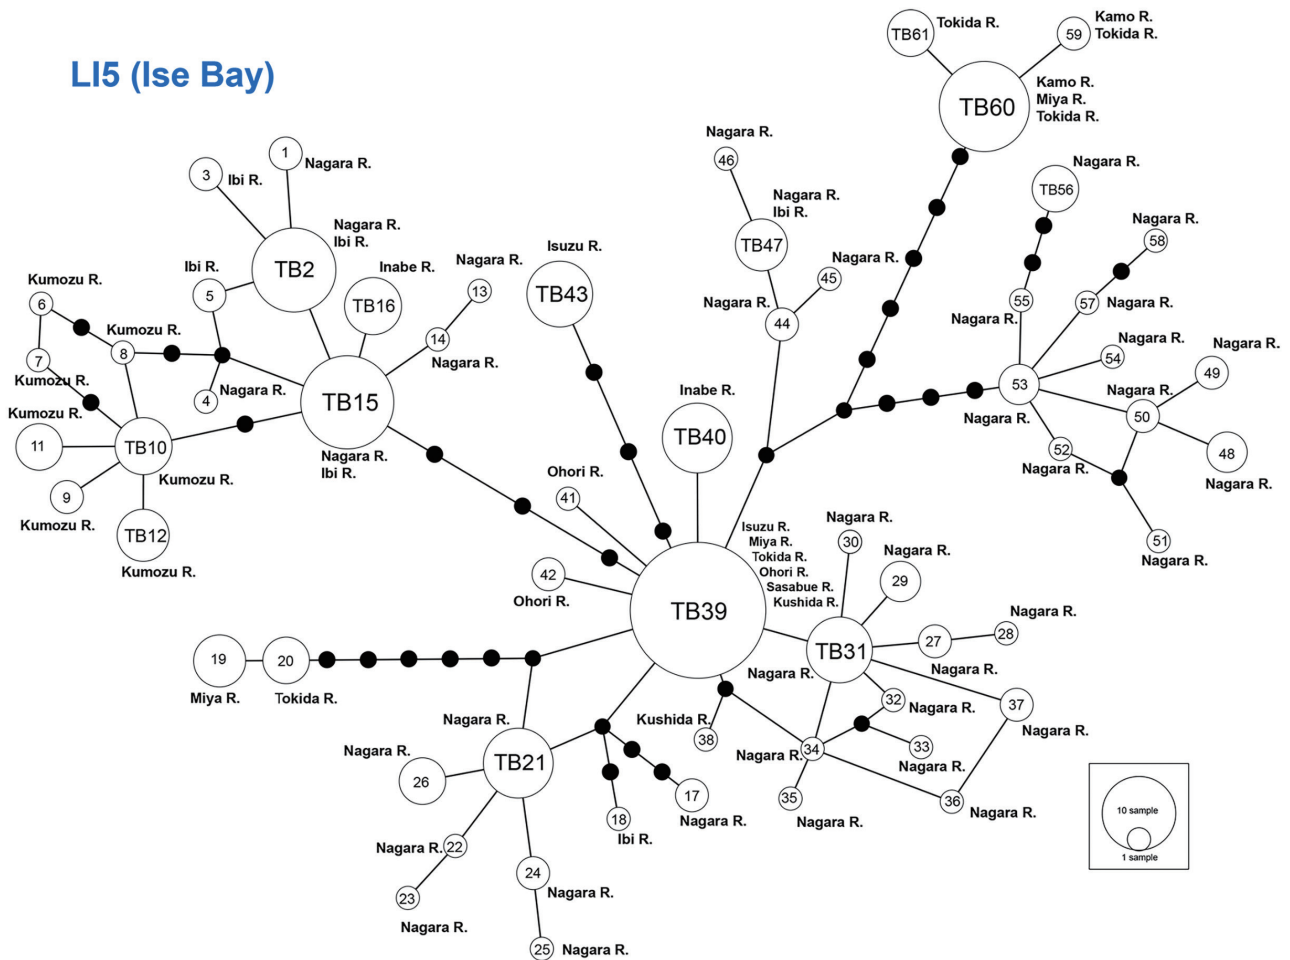 LI5 (Ise Bay)
TB61
Tokida R.
59
Kamo R.
Tokida R.
TB60
Kamo R.
Miya R.
Tokida R.
1
Nagara R.
3
Ibi R.
TB2
Nagara R.
Ibi R.
Ibi R.
5
Inabe R.
TB16
Nagara R.
13
14
Nagara R.
Kumozu R.
6
Kumozu R.
8
7
Kumozu R.
4
Nagara R.
TB15
Nagara R.
Ibi R.
Kumozu R.
11
TB10
Kumozu R.
9
Kumozu R.
TB12
Kumozu R.
Isuzu R.
TB43
Nagara R.
46
Nagara R.
Ibi R.
TB47
Nagara R.
45
Nagara R.
44
Nagara R.
TB56
Nagara R.
58
55
Nagara R.
57
Nagara R.
Nagara R.
54
Nagara R.
49
53
Nagara R.
Nagara R.
50
52
Nagara R.
48
Nagara R.
51
Nagara R.
Inabe R.
TB40
Ohori R.
41
42
Ohori R.
TB39
Isuzu R.
Miya R.
Tokida R.
Ohori R.
Sasabue R.
Kushida R.
Nagara R.
30
Nagara R.
29
Nagara R.
28
27
Nagara R.
TB31
Nagara R.
32
Nagara R.
37
Nagara R.
33
Nagara R.
34
Nagara R.
35
Nagara R.
36
Nagara R.
Kushida R.
38
19
Miya R.
20
Tokida R.
Nagara R.
TB21
Nagara R.
26
17
Nagara R.
18
Ibi R.
Nagara R.
22
23
Nagara R.
24
Nagara R.
25
Nagara R.
10 sample
1 sample